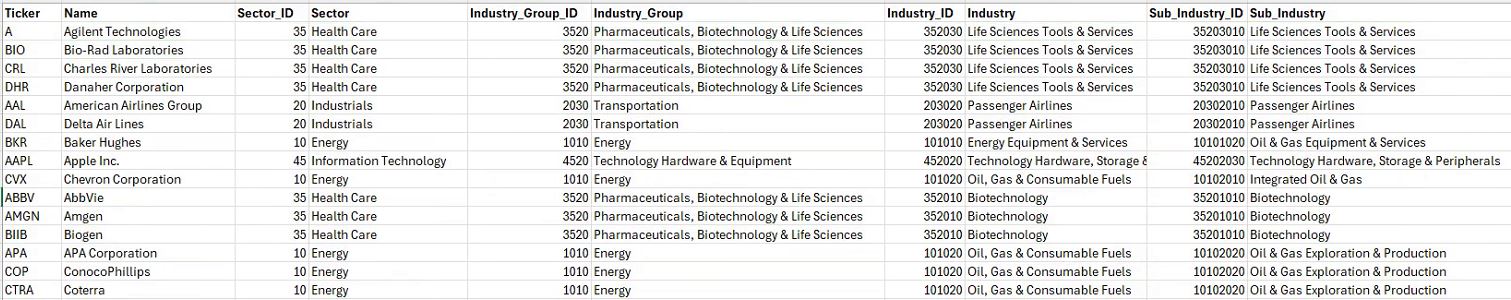 Ticker Name Sector_ID Sector Industry_Group_ID Industry_Group Industry_ID Industry Sub_Industry_ID Sub_Industry
A Agilent Technologies 35 Health Care 3520 Pharmaceuticals, Biotechnology & Life Sciences 352030 Life Sciences Tools & Services 35203010 Life Sciences Tools & Services
BIO Bio-Rad Laboratories 35 Health Care 3520 Pharmaceuticals, Biotechnology & Life Sciences 352030 Life Sciences Tools & Services 35203010 Life Sciences Tools & Services
CRL Charles River Laboratories 35 Health Care 3520 Pharmaceuticals, Biotechnology & Life Sciences 352030 Life Sciences Tools & Services 35203010 Life Sciences Tools & Services
DHR Danaher Corporation 35 Health Care 3520 Pharmaceuticals, Biotechnology & Life Sciences 352030 Life Sciences Tools & Services 35203010 Life Sciences Tools & Services
AAL American Airlines Group 20 Industrials 2030 Transportation 203020 Passenger Airlines 20302010 Passenger Airlines
DAL Delta Air Lines 20 Industrials 2030 Transportation 203020 Passenger Airlines 20302010 Passenger Airlines
BKR Baker Hughes 10 Energy 1010 Energy 101010 Energy Equipment & Services 10101020 Oil & Gas Equipment & Services
AAPL Apple Inc. 45 Information Technology 4520 Technology Hardware & Equipment 452020 Technology Hardware, Storage & 45202030 Technology Hardware, Storage & Peripherals
CVX Chevron Corporation 10 Energy 1010 Energy 101020 Oil, Gas & Consumable Fuels 10102010 Integrated Oil & Gas
ABBV AbbVie 35 Health Care 3520 Pharmaceuticals, Biotechnology & Life Sciences 352010 Biotechnology 35201010 Biotechnology
AMGN Amgen 35 Health Care 3520 Pharmaceuticals, Biotechnology & Life Sciences 352010 Biotechnology 35201010 Biotechnology
BIIB Biogen 35 Health Care 3520 Pharmaceuticals, Biotechnology & Life Sciences 352010 Biotechnology 35201010 Biotechnology
APA APA Corporation 10 Energy 1010 Energy 101020 Oil, Gas & Consumable Fuels 10102020 Oil & Gas Exploration & Production
COP ConocoPhillips 10 Energy 1010 Energy 101020 Oil, Gas & Consumable Fuels 10102020 Oil & Gas Exploration & Production
CTRA Coterra 10 Energy 1010 Energy 101020 Oil, Gas & Consumable Fuels 10102020 Oil & Gas Exploration & Production